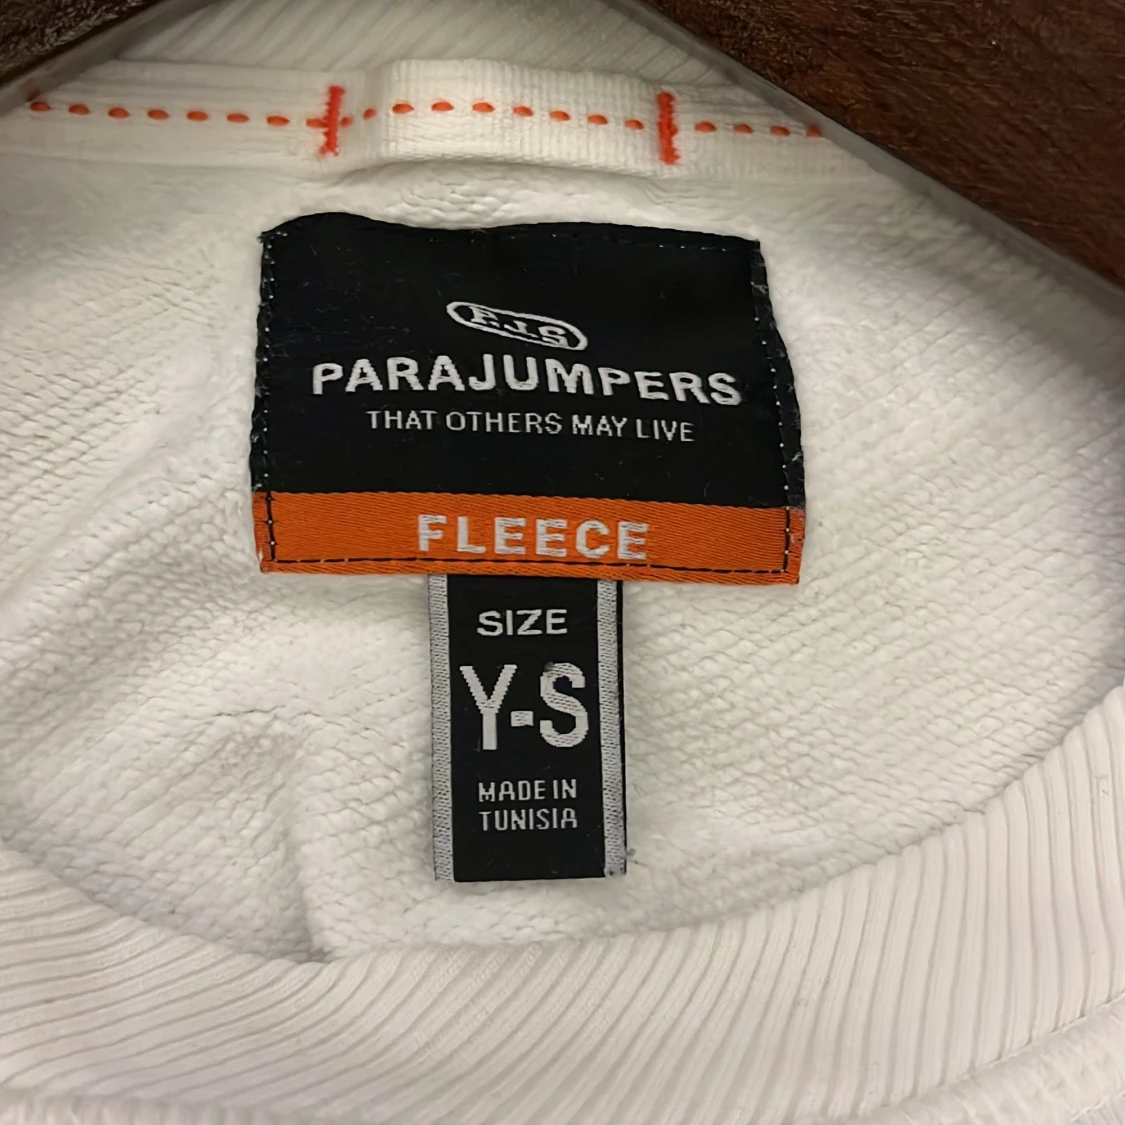 P.J.S
PARAJUMPERS
THAT OTHERS MAY LIVE
FLEECE
SIZE
Y-S
MADE IN
TUNISIA